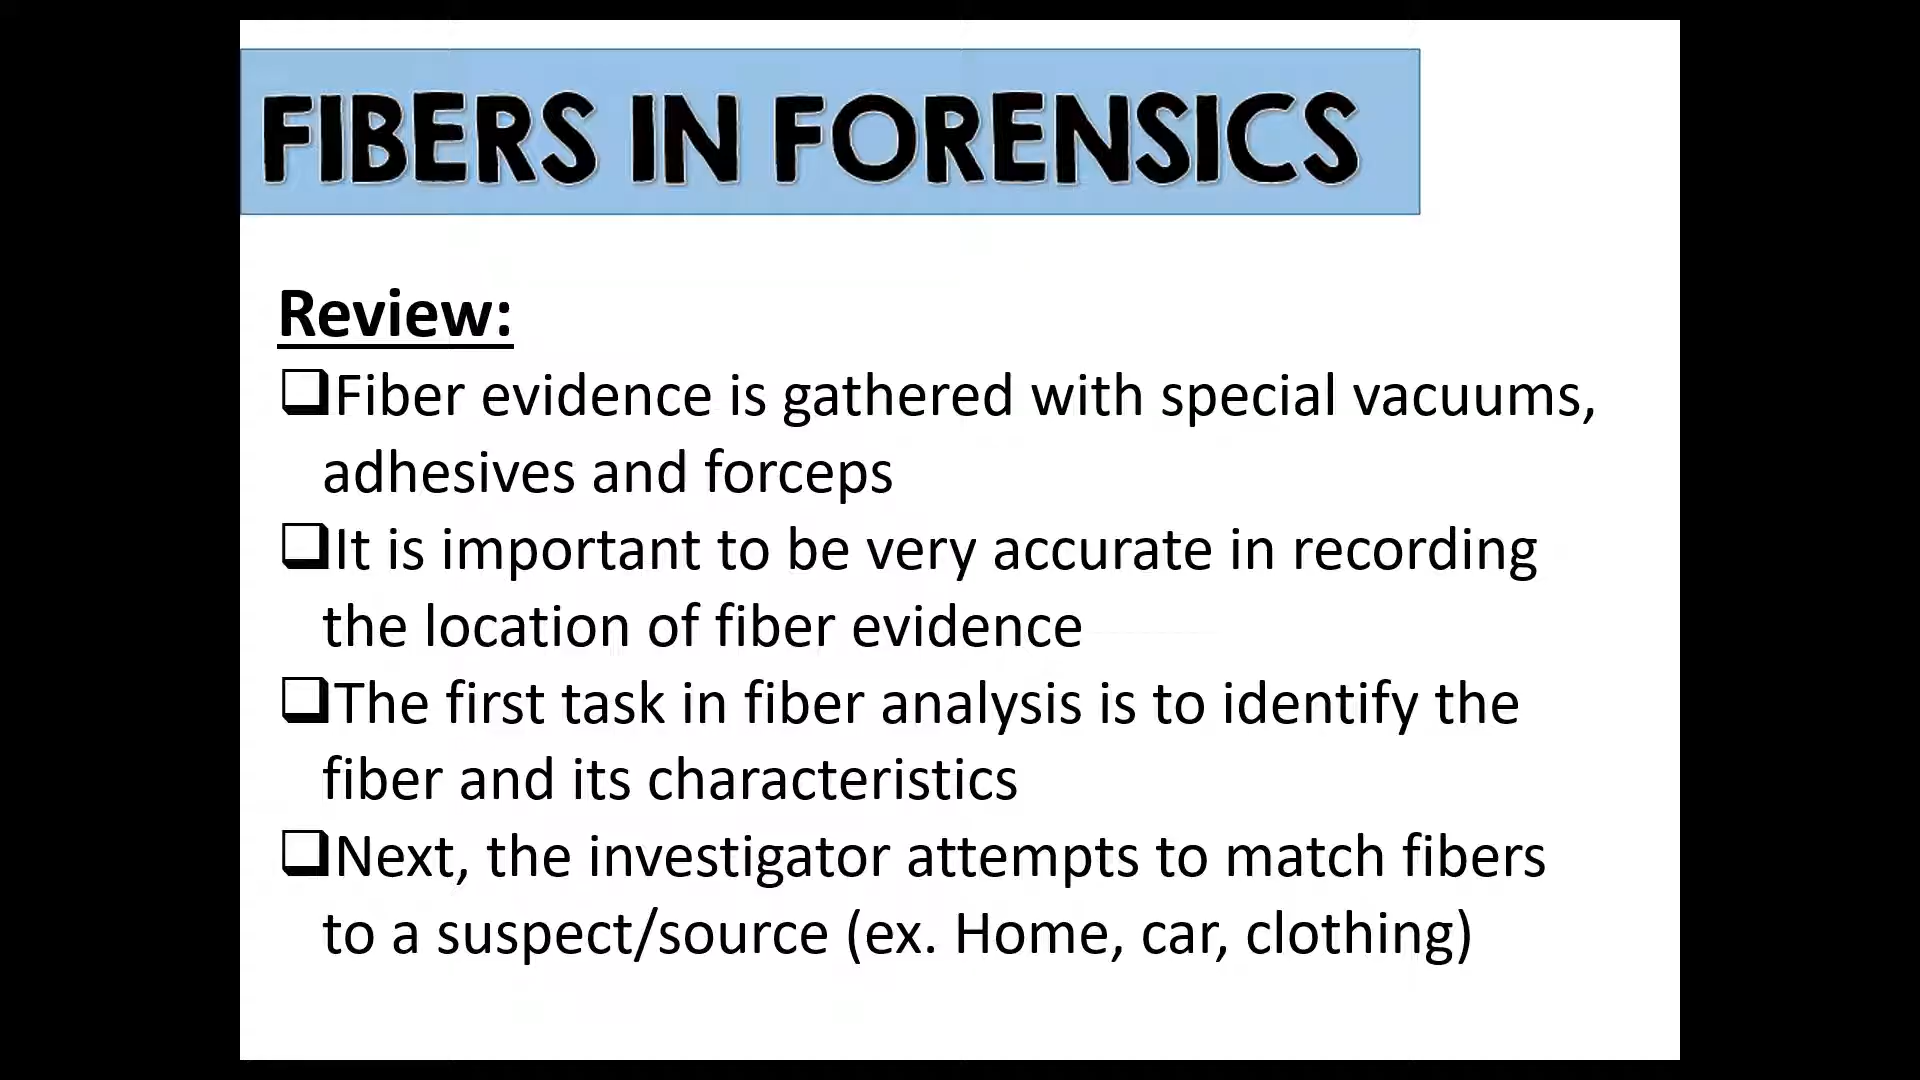 FIBERS IN FORENSICS
Review:
❑Fiber evidence is gathered with special vacuums,
adhesives and forceps
❑It is important to be very accurate in recording
the location of fiber evidence
❑The first task in fiber analysis is to identify the
fiber and its characteristics
❑Next, the investigator attempts to match fibers
to a suspect/source (ex. Home, car, clothing)